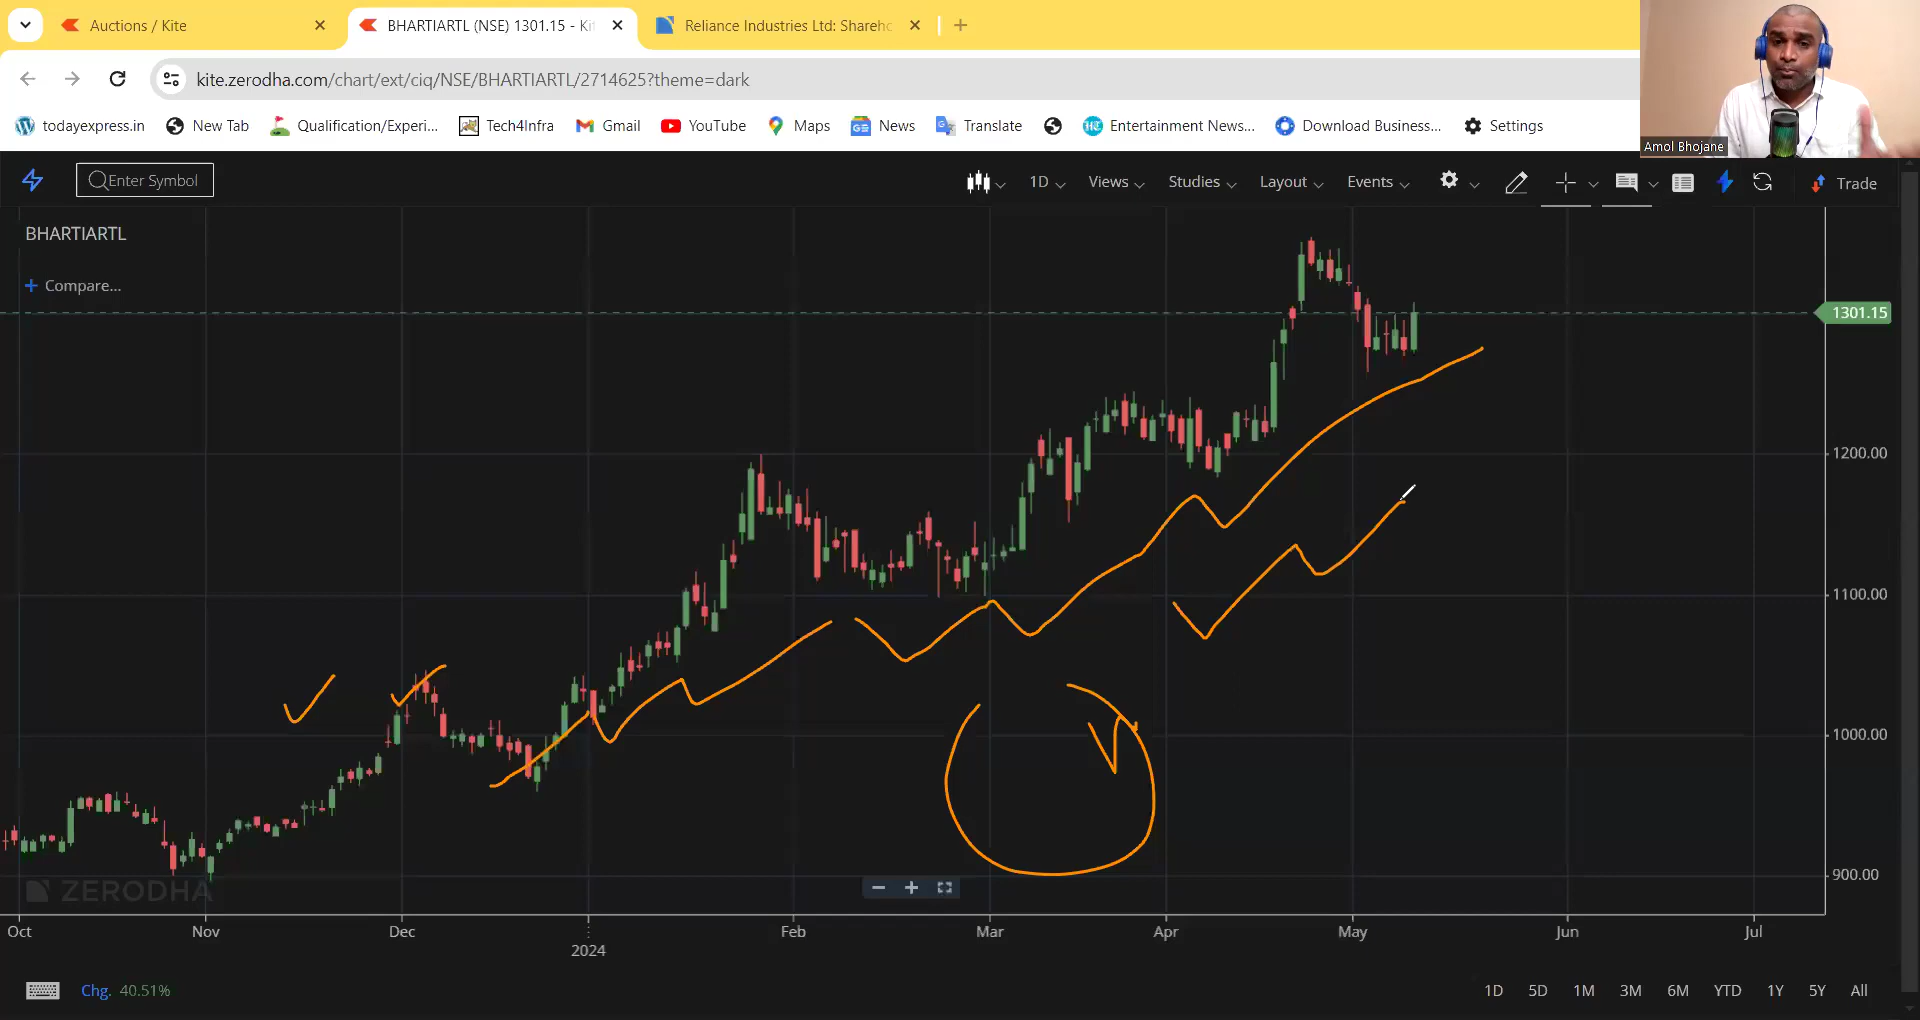 Auctions / Kite
BHARTIARTL (NSE) 1301.15 - Kit
Reliance Industries Ltd: Shareho
kite.zerodha.com/chart/ext/ciq/NSE/BHARTIARTL/2714625?theme=dark
todayexpress.in New Tab Qualification/Experi... Tech4Infra Gmail YouTube Maps News Translate Entertainment News... Download Business... Settings
Amol Bhojane
Enter Symbol 1D Views Studies Layout Events Trade
BHARTIARTL
+ Compare...
1301.15
1200.00
1100.00
1000.00
900.00
ZERODHA
Oct Nov Dec 2024 Feb Mar Apr May Jun Jul
Chg. 40.51% 1D 5D 1M 3M 6M YTD 1Y 5Y All